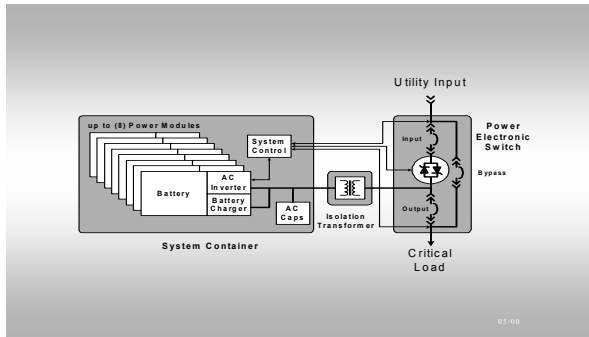 Utility Input
up to (8) Power Modules
System
Control
Input
Power
Electronic
Switch
Bypass
Battery
AC
Inverter
Battery
Charger
AC
Caps
Isolation
Transformer
Output
System Container
Critical
Load
05/00